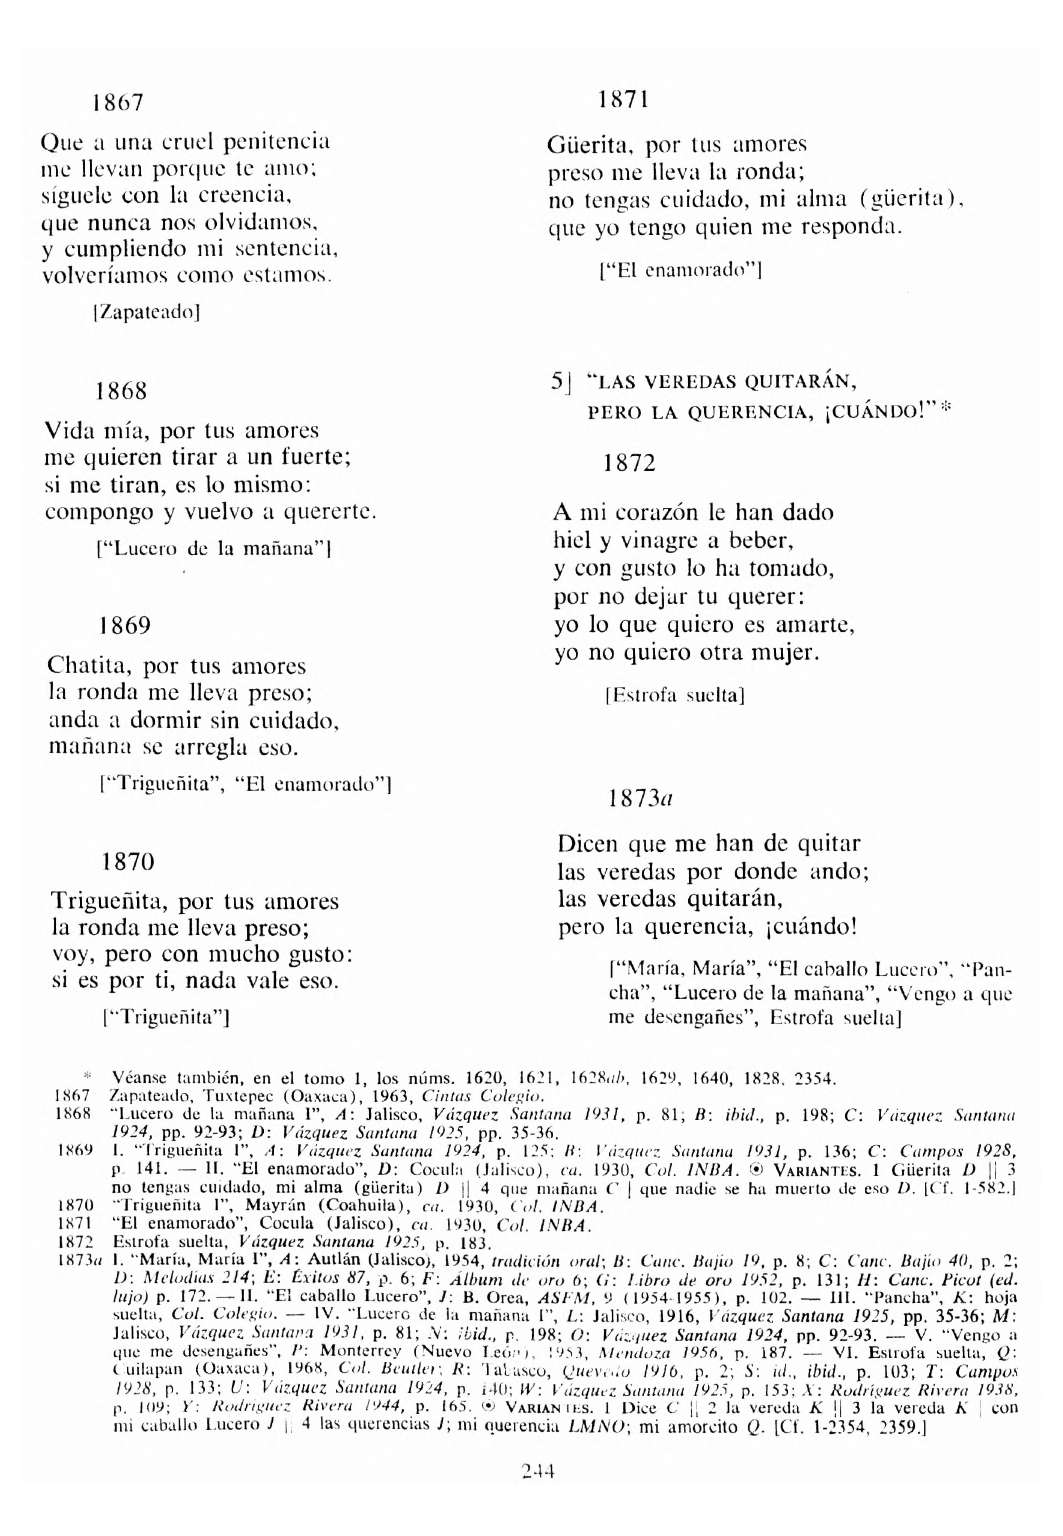 1867
Que a una cruel penitencia
me llevan porque te amo;
síguele con la creencia,
que nunca nos olvidamos,
y cumpliendo mi sentencia,
volveríamos como estamos.
[Zapateado]
1868
Vida mía, por tus amores
me quieren tirar a un fuerte;
si me tiran, es lo mismo:
compongo y vuelvo a quererte.
[“Lucero de la mañana”]
1869
Chatita, por tus amores
la ronda me lleva preso;
anda a dormir sin cuidado,
mañana se arregla eso.
[“Trigueñita”, “El enamorado”]
1870
Trigueñita, por tus amores
la ronda me lleva preso;
voy, pero con mucho gusto:
si es por ti, nada vale eso.
[“Trigueñita”]
1871
Güerita, por tus amores
preso me lleva la ronda;
no tengas cuidado, mi alma (güerita),
que yo tengo quien me responda.
[“El enamorado”]
5] “LAS VEREDAS QUITARÁN,
PERO LA QUERENCIA, ¡CUÁNDO!” *
1872
A mi corazón le han dado
hiel y vinagre a beber,
y con gusto lo ha tomado,
por no dejar tu querer:
yo lo que quiero es amarte,
yo no quiero otra mujer.
[Estrofa suelta]
1873a
Dicen que me han de quitar
las veredas por donde ando;
las veredas quitarán,
pero la querencia, ¡cuándo!
[“María, María”, “El caballo Lucero”, “Pan-
cha”, “Lucero de la mañana”, “Vengo a que
me desengañes”, Estrofa suelta]
* Véanse también, en el tomo 1, los núms. 1620, 1621, 1628ab, 1629, 1640, 1828, 2354.
1867 Zapateado, Tuxtepec (Oaxaca), 1963, Cintas Colegio.
1868 “Lucero de la mañana I”, A: Jalisco, Vázquez Santana 1931, p. 81; B: ibid., p. 198; C: Vázquez Santana
1924, pp. 92-93; D: Vázquez Santana 1925, pp. 35-36.
1869 I. “Trigueñita I”, A: Vázquez Santana 1924, p. 125; B: Vázquez Santana 1931, p. 136; C: Campos 1928,
p. 141. — II. “El enamorado”, D: Cocula (Jalisco), ca. 1930, Col. INBA. ⦿ VARIANTES. 1 Güerita D || 3
no tengas cuidado, mi alma (güerita) D || 4 que mañana C | que nadie se ha muerto de eso D. [Cf. 1-582.]
1870 “Trigueñita I”, Mayrán (Coahuila), ca. 1930, Col. INBA.
1871 “El enamorado”, Cocula (Jalisco), ca. 1930, Col. INBA.
1872 Estrofa suelta, Vázquez Santana 1925, p. 183.
1873a I. “María, María I”, A: Autlán (Jalisco), 1954, tradición oral; B: Canc. Bajío 19, p. 8; C: Canc. Bajío 40, p. 2;
D: Melodías 214; E: Éxitos 87, p. 6; F: Álbum de oro 6; G: Libro de oro 1952, p. 131; H: Canc. Picot (ed.
lujo) p. 172. — II. “El caballo Lucero”, J: B. Orea, ASFM, 9 (1954-1955), p. 102. — III. “Pancha”, K: hoja
suelta, Col. Colegio. — IV. “Lucero de la mañana I”, L: Jalisco, 1916, Vázquez Santana 1925, pp. 35-36; M:
Jalisco, Vázquez Santana 1931, p. 81; N: ibid., p. 198; O: Vázquez Santana 1924, pp. 92-93. — V. “Vengo a
que me desengañes”, P: Monterrey (Nuevo León), 1953, Mendoza 1956, p. 187. — VI. Estrofa suelta, Q:
Cuilapan (Oaxaca), 1968, Col. Beutler; R: Tabasco, Quevedo 1916, p. 2; S: id., ibid., p. 103; T: Campos
1928, p. 133; U: Vázquez Santana 1924, p. 140; W: Vázquez Santana 1925, p. 153; X: Rodríguez Rivera 1938,
p. 109; Y: Rodríguez Rivera 1944, p. 165. ⦿ VARIANTES. 1 Dice C || 2 la vereda K || 3 la vereda K | con
mi caballo Lucero J || 4 las querencias J; mi querencia LMNO; mi amorcito Q. [Cf. 1-2354, 2359.]
244